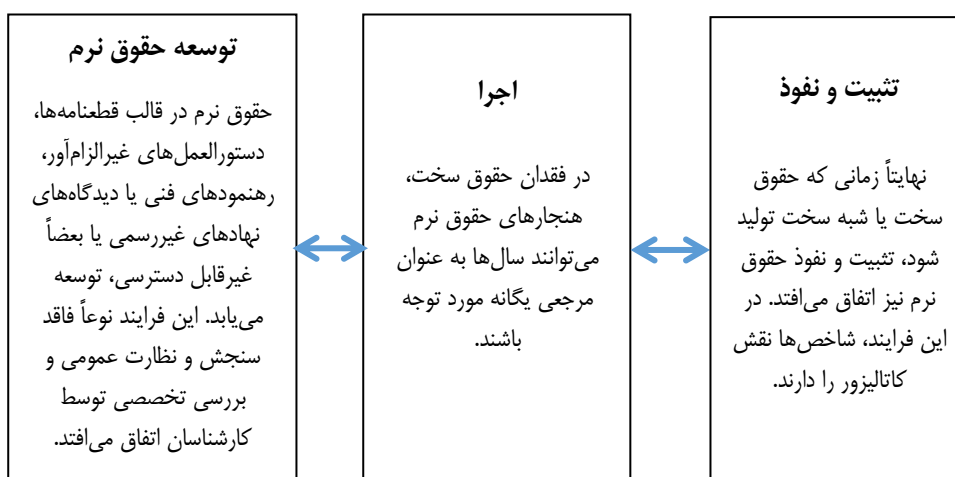 توسعه حقوق نرم
حقوق نرم در قالب قطعنامه‌ها،
دستورالعمل‌های غیرالزام‌آور،
رهنمودهای فنی یا دیدگاه‌های
نهادهای غیررسمی یا بعضاً
غیرقابل دسترسی، توسعه
می‌یابد. این فرایند نوعاً فاقد
سنجش و نظارت عمومی و
بررسی تخصصی توسط
کارشناسان اتفاق می‌افتد.
اجرا
در فقدان حقوق سخت،
هنجارهای حقوق نرم
می‌توانند سال‌ها به عنوان
مرجعی یگانه مورد توجه
باشند.
تثبیت و نفوذ
نهایتاً زمانی که حقوق
سخت یا شبه سخت تولید
شود، تثبیت و نفوذ حقوق
نرم نیز اتفاق می‌افتد. در
این فرایند، شاخص‌ها نقش
کاتالیزور را دارند.